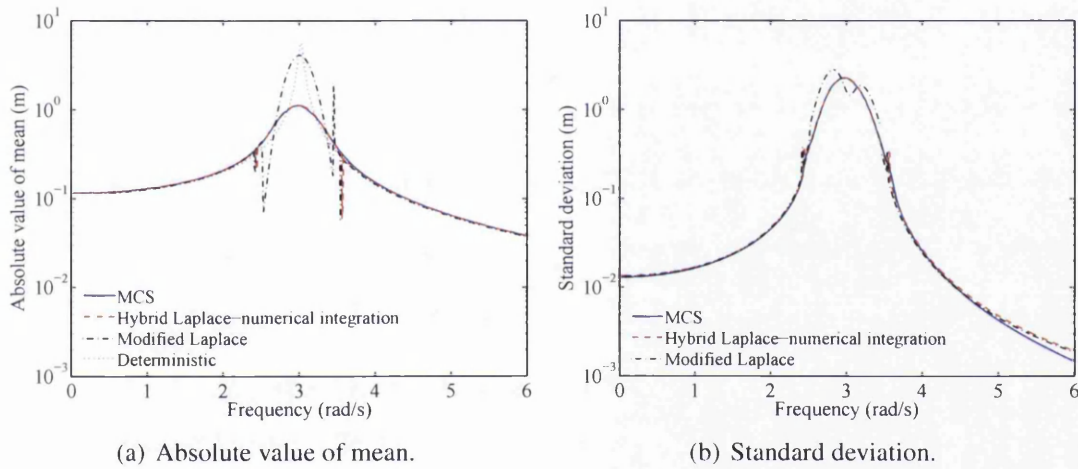 10^1
10^0
10^-1
10^-2
10^-3
Absolute value of mean (m)
MCS
Hybrid Laplace–numerical integration
Modified Laplace
Deterministic
0 1 2 3 4 5 6
Frequency (rad/s)
(a) Absolute value of mean.
10^1
10^0
10^-1
10^-2
10^-3
Standard deviation (m)
MCS
Hybrid Laplace–numerical integration
Modified Laplace
0 1 2 3 4 5 6
Frequency (rad/s)
(b) Standard deviation.